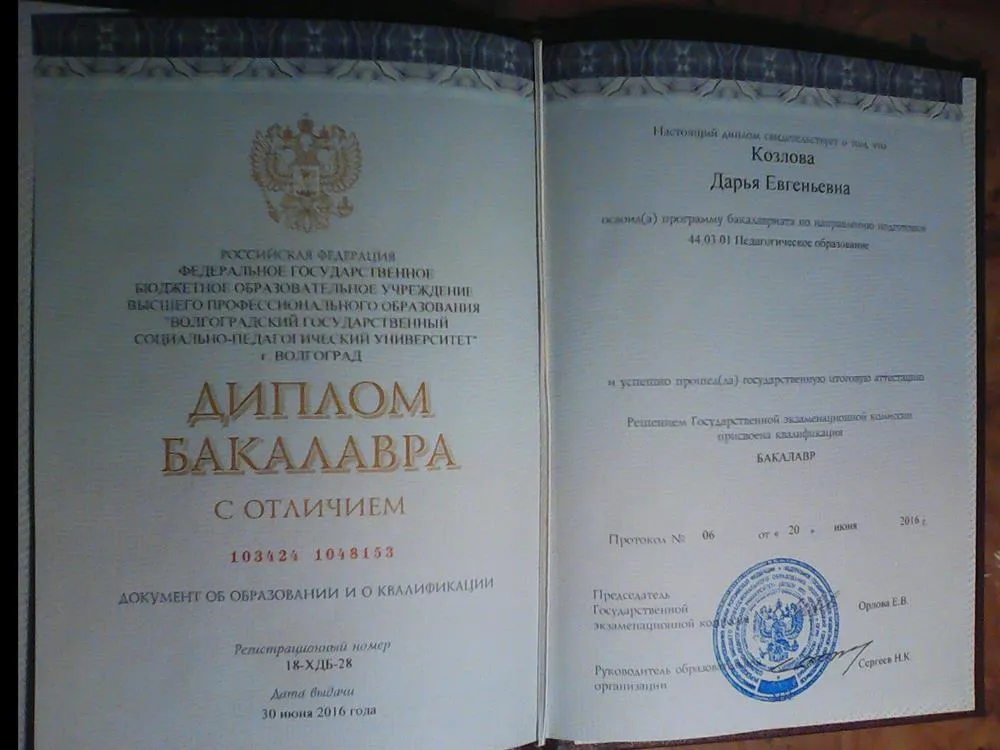 РОССИЙСКАЯ ФЕДЕРАЦИЯ
ФЕДЕРАЛЬНОЕ ГОСУДАРСТВЕННОЕ
БЮДЖЕТНОЕ ОБРАЗОВАТЕЛЬНОЕ УЧРЕЖДЕНИЕ
ВЫСШЕГО ПРОФЕССИОНАЛЬНОГО ОБРАЗОВАНИЯ
"ВОЛГОГРАДСКИЙ ГОСУДАРСТВЕННЫЙ
СОЦИАЛЬНО-ПЕДАГОГИЧЕСКИЙ УНИВЕРСИТЕТ"
г. ВОЛГОГРАД
ДИПЛОМ
БАКАЛАВРА
С ОТЛИЧИЕМ
103424 1048153
ДОКУМЕНТ ОБ ОБРАЗОВАНИИ И О КВАЛИФИКАЦИИ
Регистрационный номер
18-ХДБ-28
Дата выдачи
30 июня 2016 года
Настоящий диплом свидетельствует о том, что
Козлова
Дарья Евгеньевна
освоил(а) программу бакалавриата по направлению подготовки
44.03.01 Педагогическое образование
и успешно прошел(ла) государственную итоговую аттестацию
Решением Государственной экзаменационной комиссии
присвоена квалификация
БАКАЛАВР
Протокол № 06 от « 20 » июня 2016 г.
Председатель
Государственной
экзаменационной
Орлова Е.В.
Руководитель
организации
Сергеев Н.К.